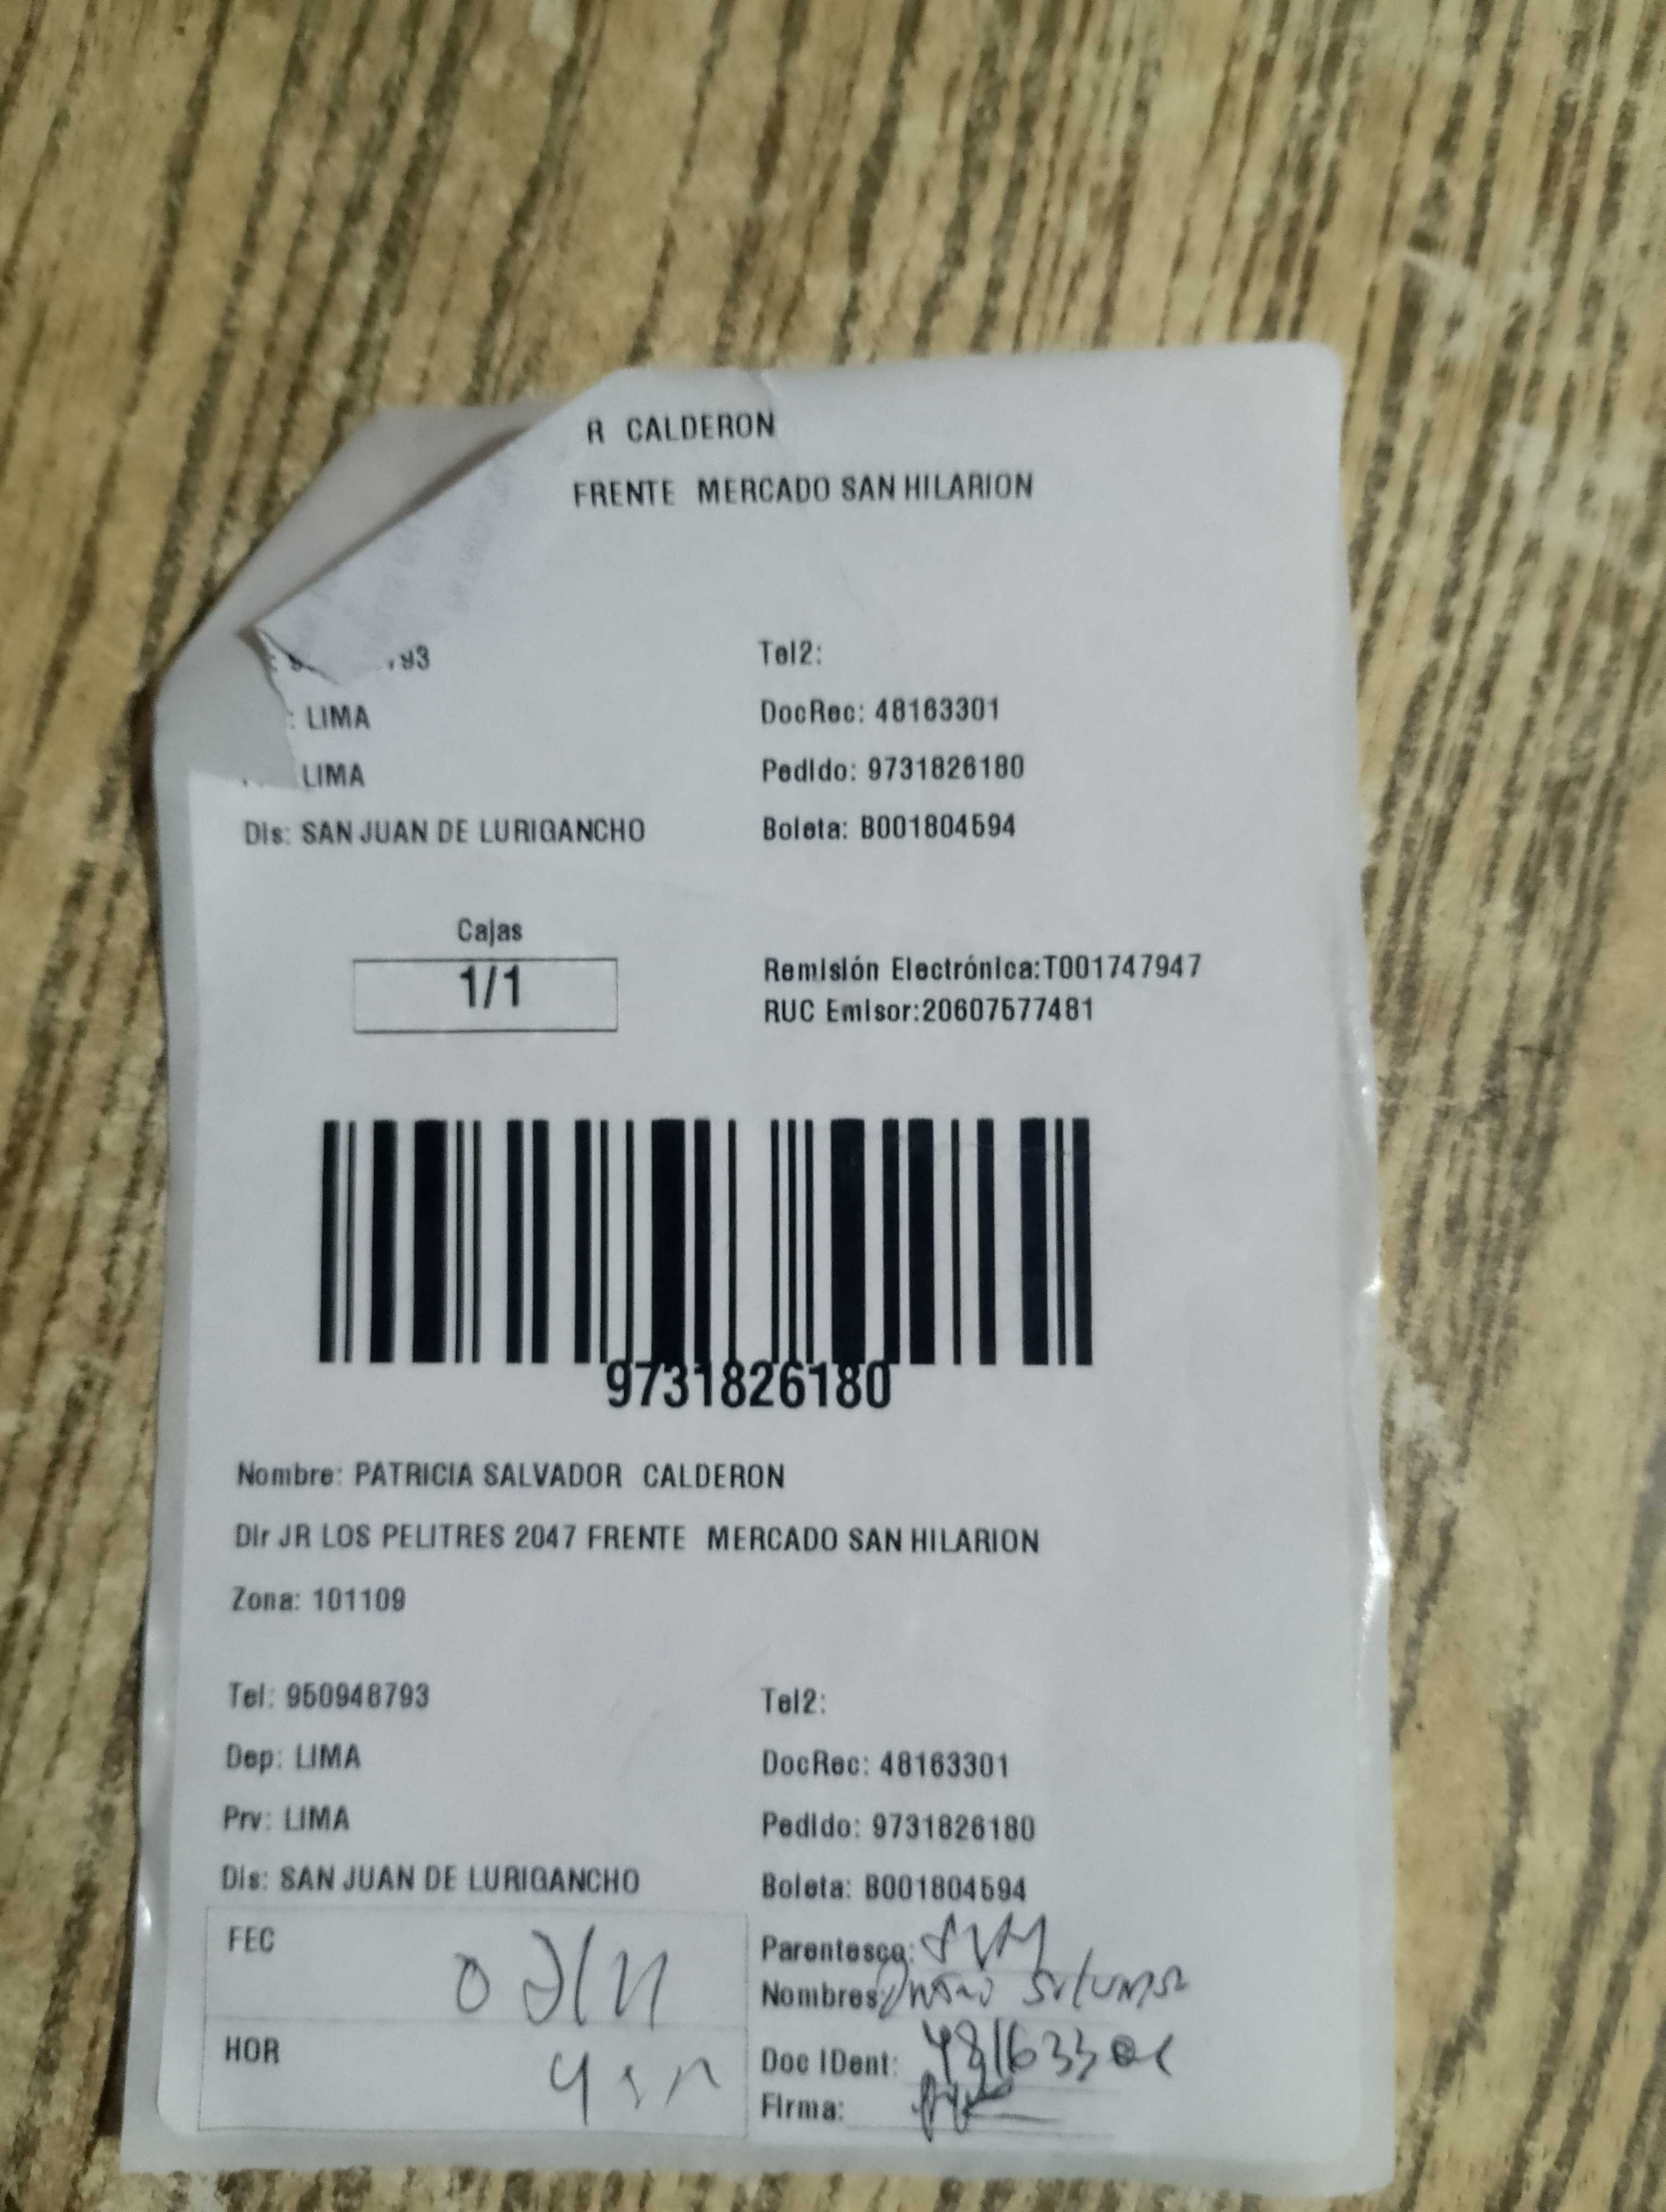 R CALDERON
FRENTE MERCADO SAN HILARION
793 Tel2:
: LIMA DocRec: 48163301
LIMA Pedido: 9731826180
Dis: SAN JUAN DE LURIGANCHO Boleta: B001804594
Cajas
1/1
Remisión Electrónica:T001747947
RUC Emisor:20607577481
9731826180
Nombre: PATRICIA SALVADOR CALDERON
Dir JR LOS PELITRES 2047 FRENTE MERCADO SAN HILARION
Zona: 101109
Tel: 950948793 Tel2:
Dep: LIMA DocRec: 48163301
Prv: LIMA Pedido: 9731826180
Dis: SAN JUAN DE LURIGANCHO Boleta: B001804594
FEC
Parentesco:
Nombres:
HOR
Doc IDent: 48163301
Firma: